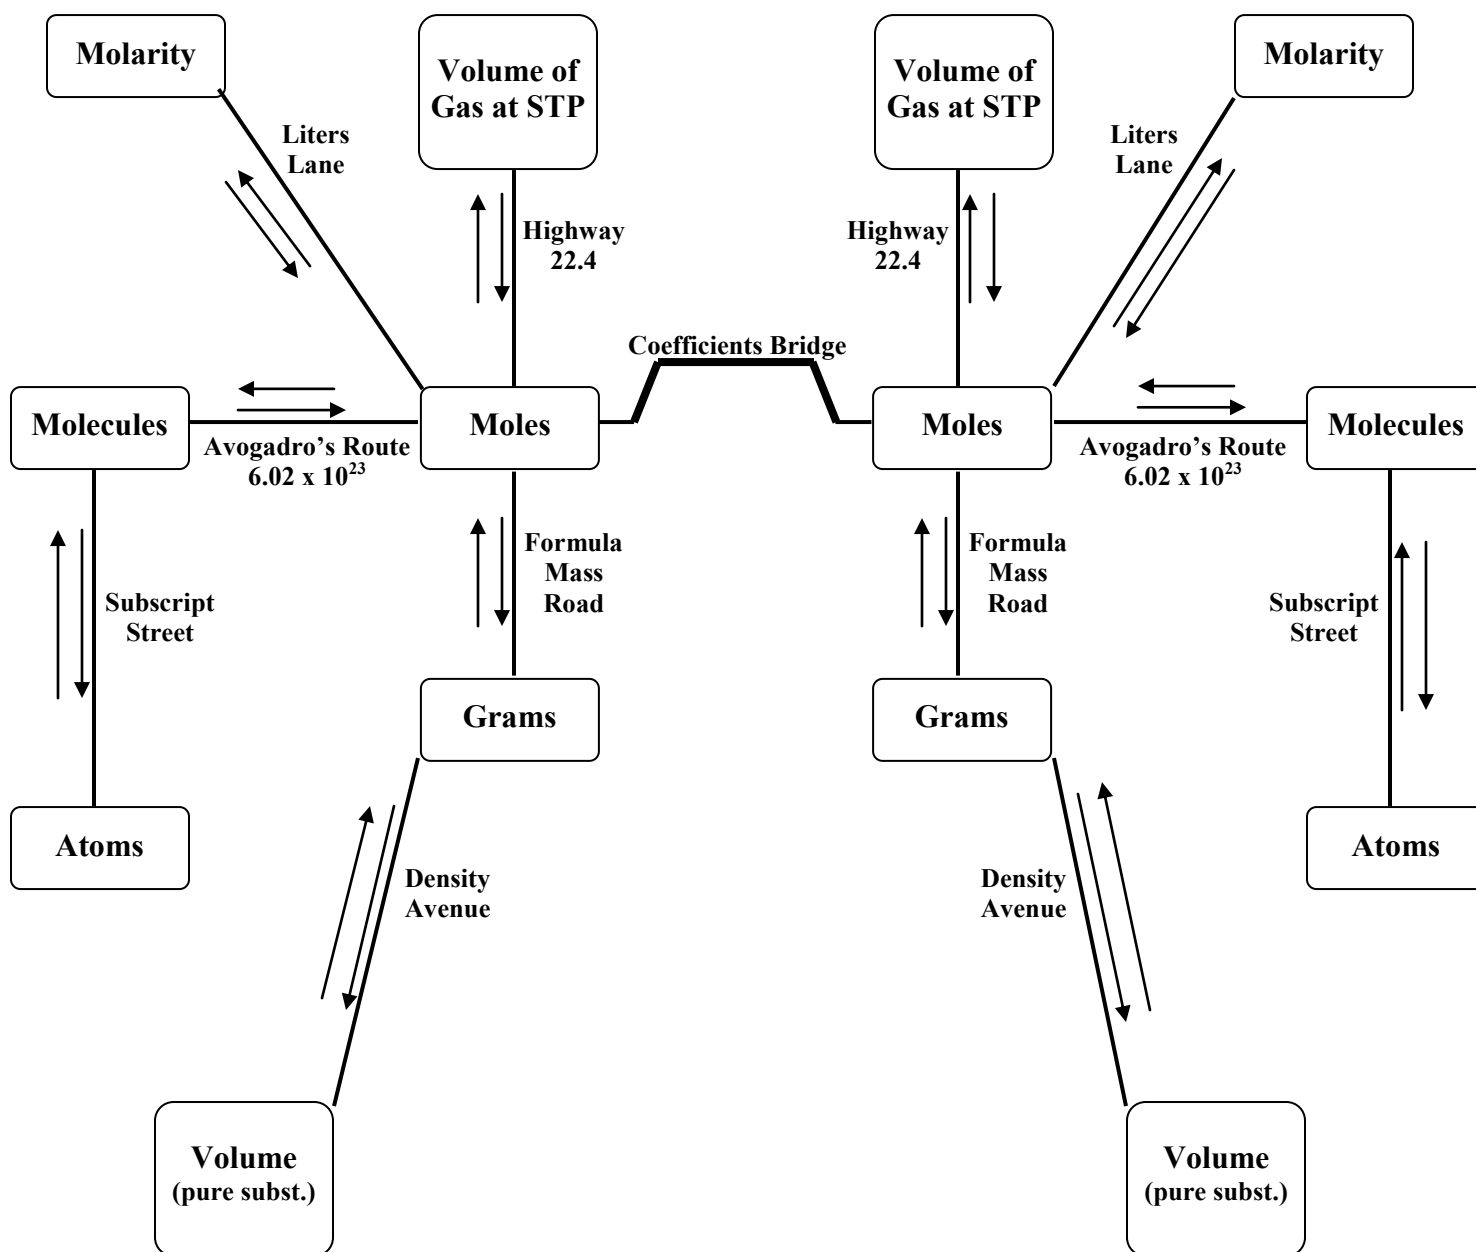 Molarity
Volume of
Gas at STP
Volume of
Gas at STP
Molarity
Liters
Lane
Highway
22.4
Highway
22.4
Liters
Lane
Coefficients Bridge
Molecules
Moles
Moles
Molecules
Avogadro’s Route
6.02 x 10²³
Avogadro’s Route
6.02 x 10²³
Subscript
Street
Formula
Mass
Road
Formula
Mass
Road
Subscript
Street
Grams
Grams
Atoms
Atoms
Density
Avenue
Density
Avenue
Volume
(pure subst.)
Volume
(pure subst.)